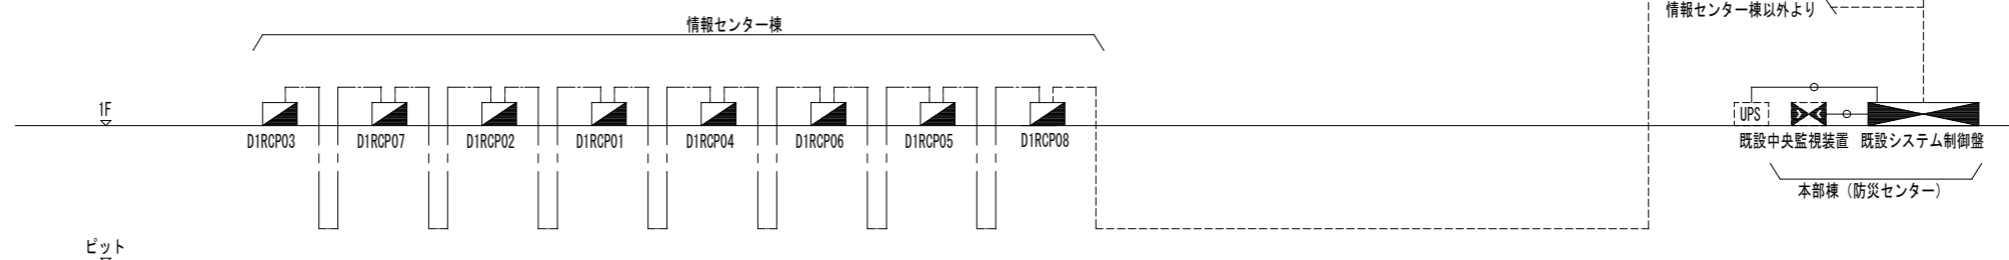 情報センター棟以外より
情報センター棟
1F
UPS
D1RCP03
D1RCP07
D1RCP02
D1RCP01
D1RCP04
D1RCP06
D1RCP05
D1RCP08
既設中央監視装置
既設システム制御盤
本部棟（防災センター）
ピット